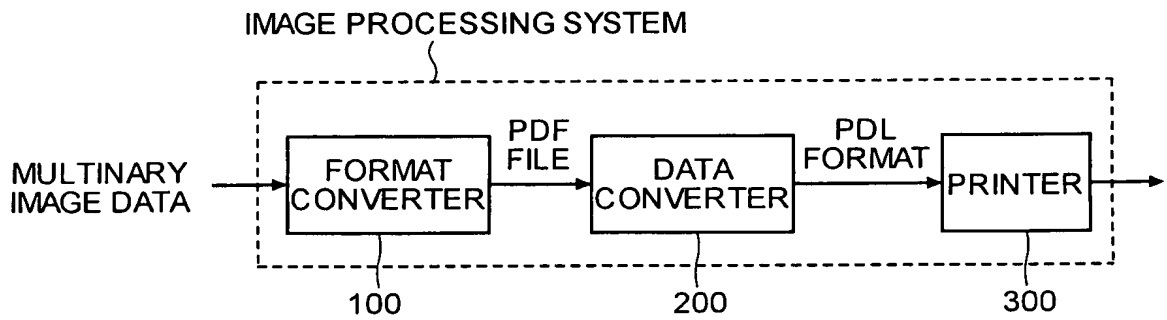 IMAGE PROCESSING SYSTEM
MULTINARY
IMAGE DATA
FORMAT
CONVERTER
PDF
FILE
DATA
CONVERTER
PDL
FORMAT
PRINTER
100
200
300